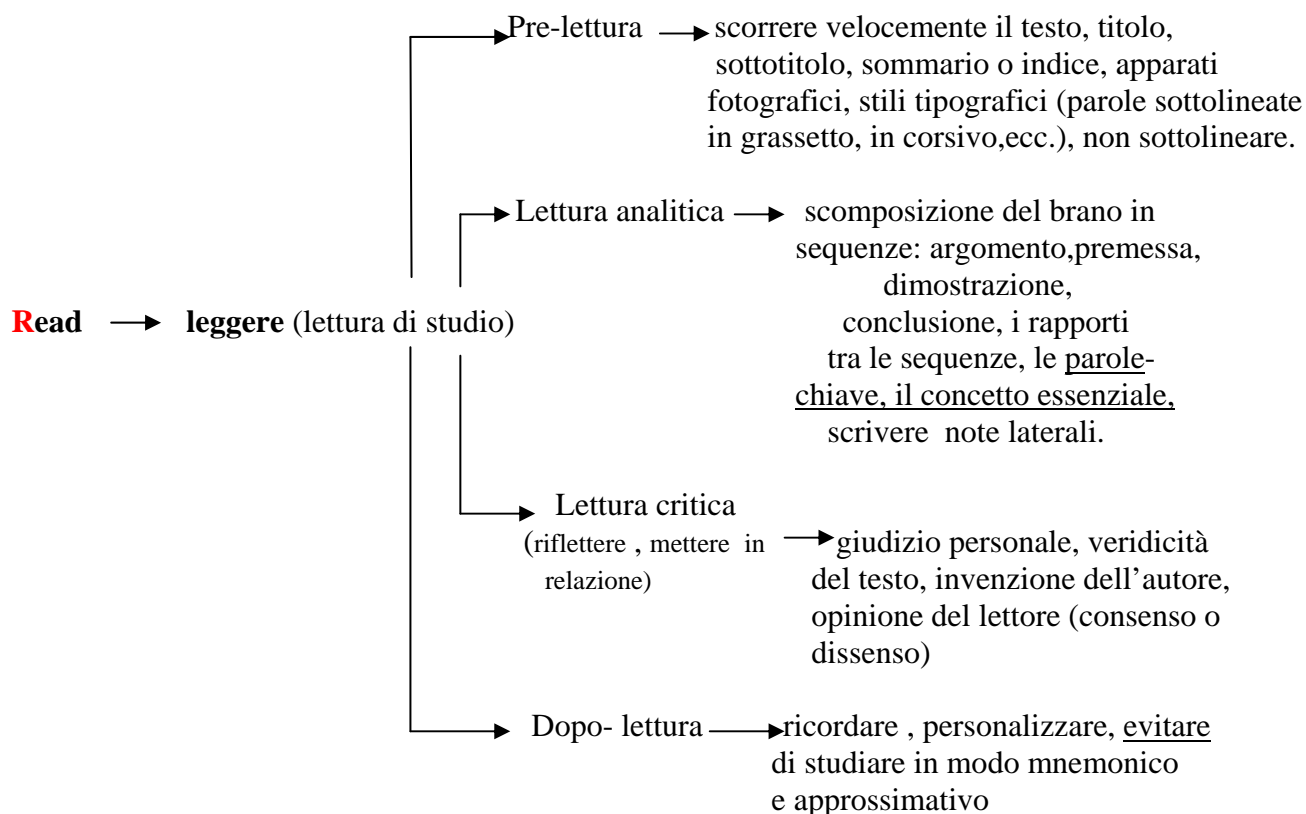 Pre-lettura scorrere velocemente il testo, titolo,
sottotitolo, sommario o indice, apparati
fotografici, stili tipografici (parole sottolineate
in grassetto, in corsivo,ecc.), non sottolineare.
Lettura analitica scomposizione del brano in
sequenze: argomento,premessa,
dimostrazione,
Read leggere (lettura di studio)
conclusione, i rapporti
tra le sequenze, le parole-
chiave, il concetto essenziale,
scrivere note laterali.
Lettura critica
(riflettere , mettere in
relazione)
giudizio personale, veridicità
del testo, invenzione dell’autore,
opinione del lettore (consenso o
dissenso)
Dopo- lettura ricordare , personalizzare, evitare
di studiare in modo mnemonico
e approssimativo